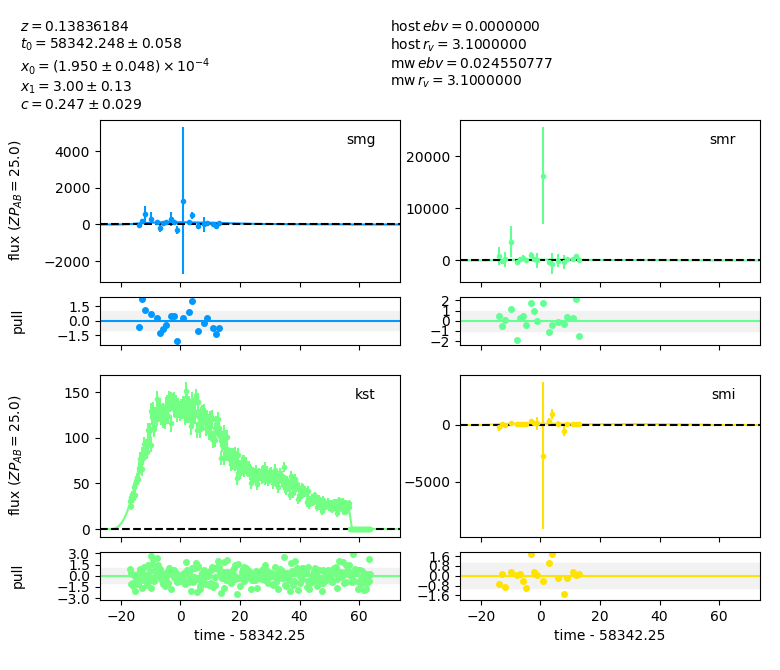 z = 0.13836184
t₀ = 58342.248 ± 0.058
x₀ = (1.950 ± 0.048) × 10⁻⁴
x₁ = 3.00 ± 0.13
c = 0.247 ± 0.029
host ebv = 0.0000000
host r_v = 3.1000000
mw ebv = 0.024550777
mw r_v = 3.1000000
flux (ZP_AB = 25.0)
4000
2000
0
−2000
smg
20000
10000
0
smr
pull
1.5
0.0
−1.5
2
1
0
−1
−2
flux (ZP_AB = 25.0)
150
100
50
0
kst
0
−5000
smi
pull
3.0
1.5
0.0
−1.5
−3.0
1.6
0.8
0.0
−0.8
−1.6
−20 0 20 40 60
−20 0 20 40 60
time - 58342.25
time - 58342.25